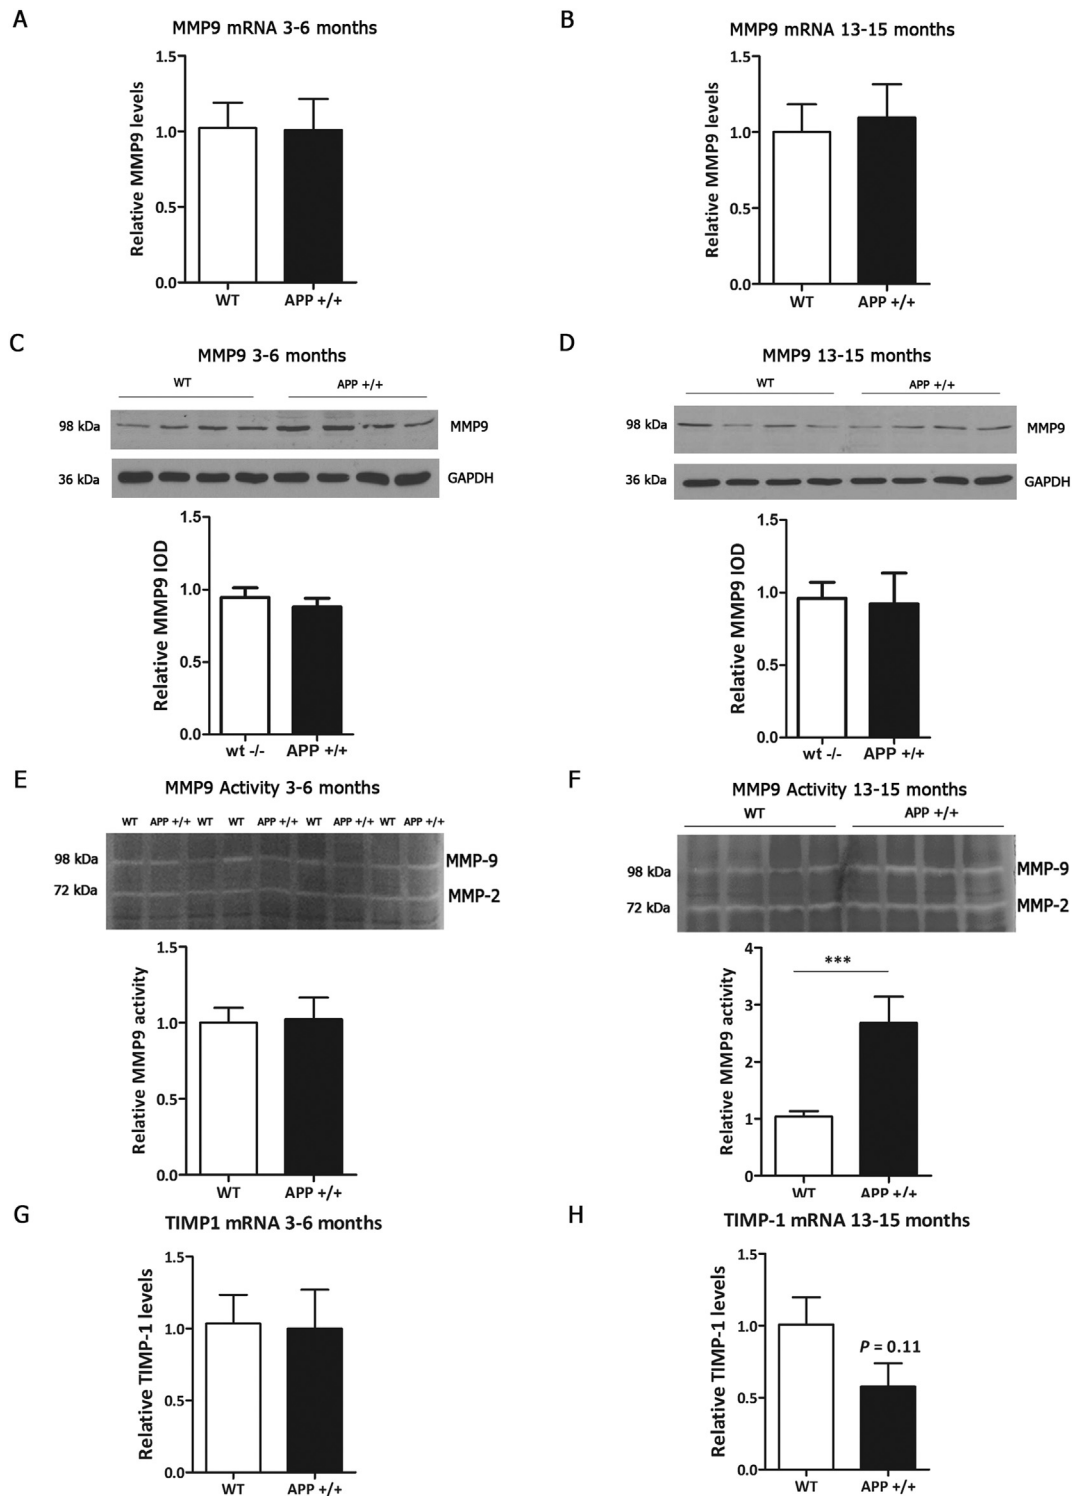 A
MMP9 mRNA 3-6 months
Relative MMP9 levels
1.5
1.0
0.5
0.0
WT
APP +/+
B
MMP9 mRNA 13-15 months
Relative MMP9 levels
1.5
1.0
0.5
0.0
WT
APP +/+
C
MMP9 3-6 months
WT
APP +/+
98 kDa
MMP9
36 kDa
GAPDH
Relative MMP9 IOD
1.5
1.0
0.5
0.0
wt -/-
APP +/+
D
MMP9 13-15 months
WT
APP +/+
98 kDa
MMP9
36 kDa
GAPDH
Relative MMP9 IOD
1.5
1.0
0.5
0.0
wt -/-
APP +/+
E
MMP9 Activity 3-6 months
WT APP +/+ WT WT APP +/+ WT APP +/+ WT APP +/+
98 kDa
MMP-9
72 kDa
MMP-2
Relative MMP9 activity
1.5
1.0
0.5
0.0
WT
APP +/+
F
MMP9 Activity 13-15 months
WT
APP +/+
98 kDa
MMP-9
72 kDa
MMP-2
Relative MMP9 activity
4
3
2
1
0
***
WT
APP +/+
G
TIMP1 mRNA 3-6 months
Relative TIMP-1 levels
1.5
1.0
0.5
0.0
WT
APP +/+
H
TIMP-1 mRNA 13-15 months
Relative TIMP-1 levels
1.5
1.0
0.5
0.0
P = 0.11
WT
APP +/+